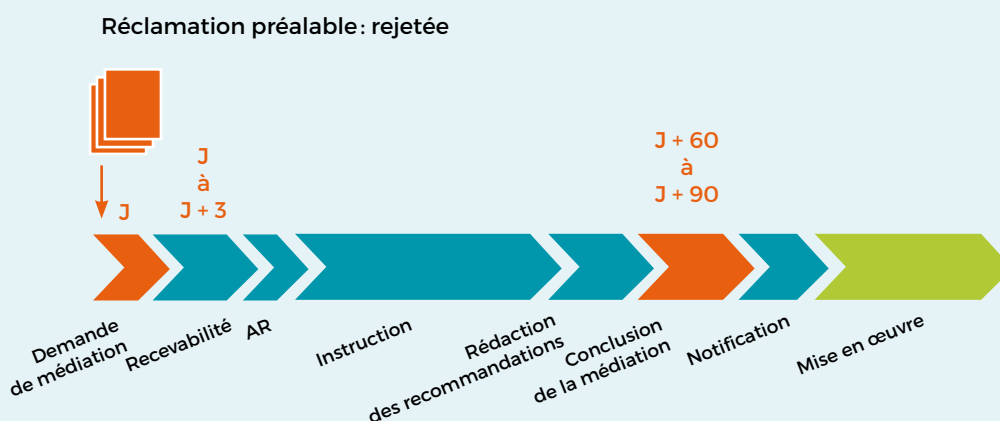 Réclamation préalable : rejetée
J
J
à
J + 3
J + 60
à
J + 90
Demande
de médiation
Recevabilité
AR
Instruction
Rédaction
des recommandations
Conclusion
de la médiation
Notification
Mise en œuvre